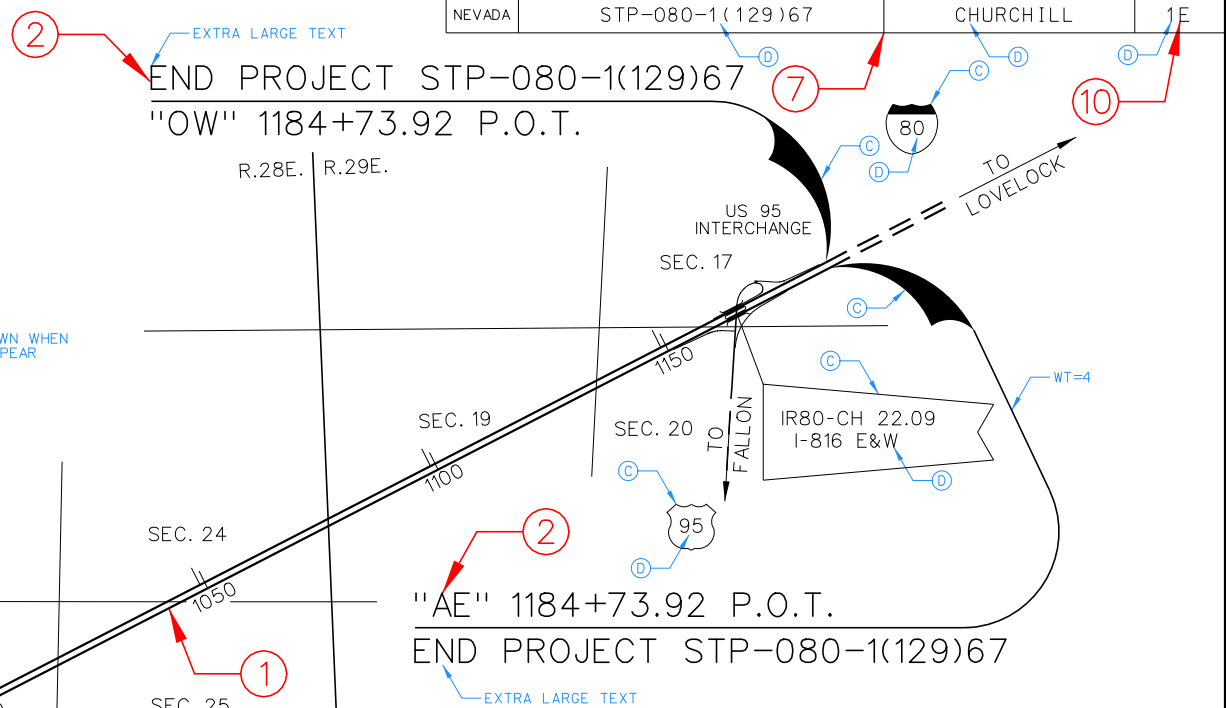 NEVADA
STP-080-1(129)67
CHURCHILL
1E
2
EXTRA LARGE TEXT
D
7
D
C
D
10
END PROJECT STP-080-1(129)67
"OW" 1184+73.92 P.O.T.
80
C
D
TO
LOVELOCK
R.28E.
R.29E.
US 95
INTERCHANGE
SEC. 17
C
WN WHEN
PEAR
1150
C
WT=4
SEC. 19
SEC. 20
TO
FALLON
IR80-CH 22.09
I-816 E&W
1100
C
D
SEC. 24
95
2
D
1050
"AE" 1184+73.92 P.O.T.
END PROJECT STP-080-1(129)67
1
EXTRA LARGE TEXT
SEC. 25